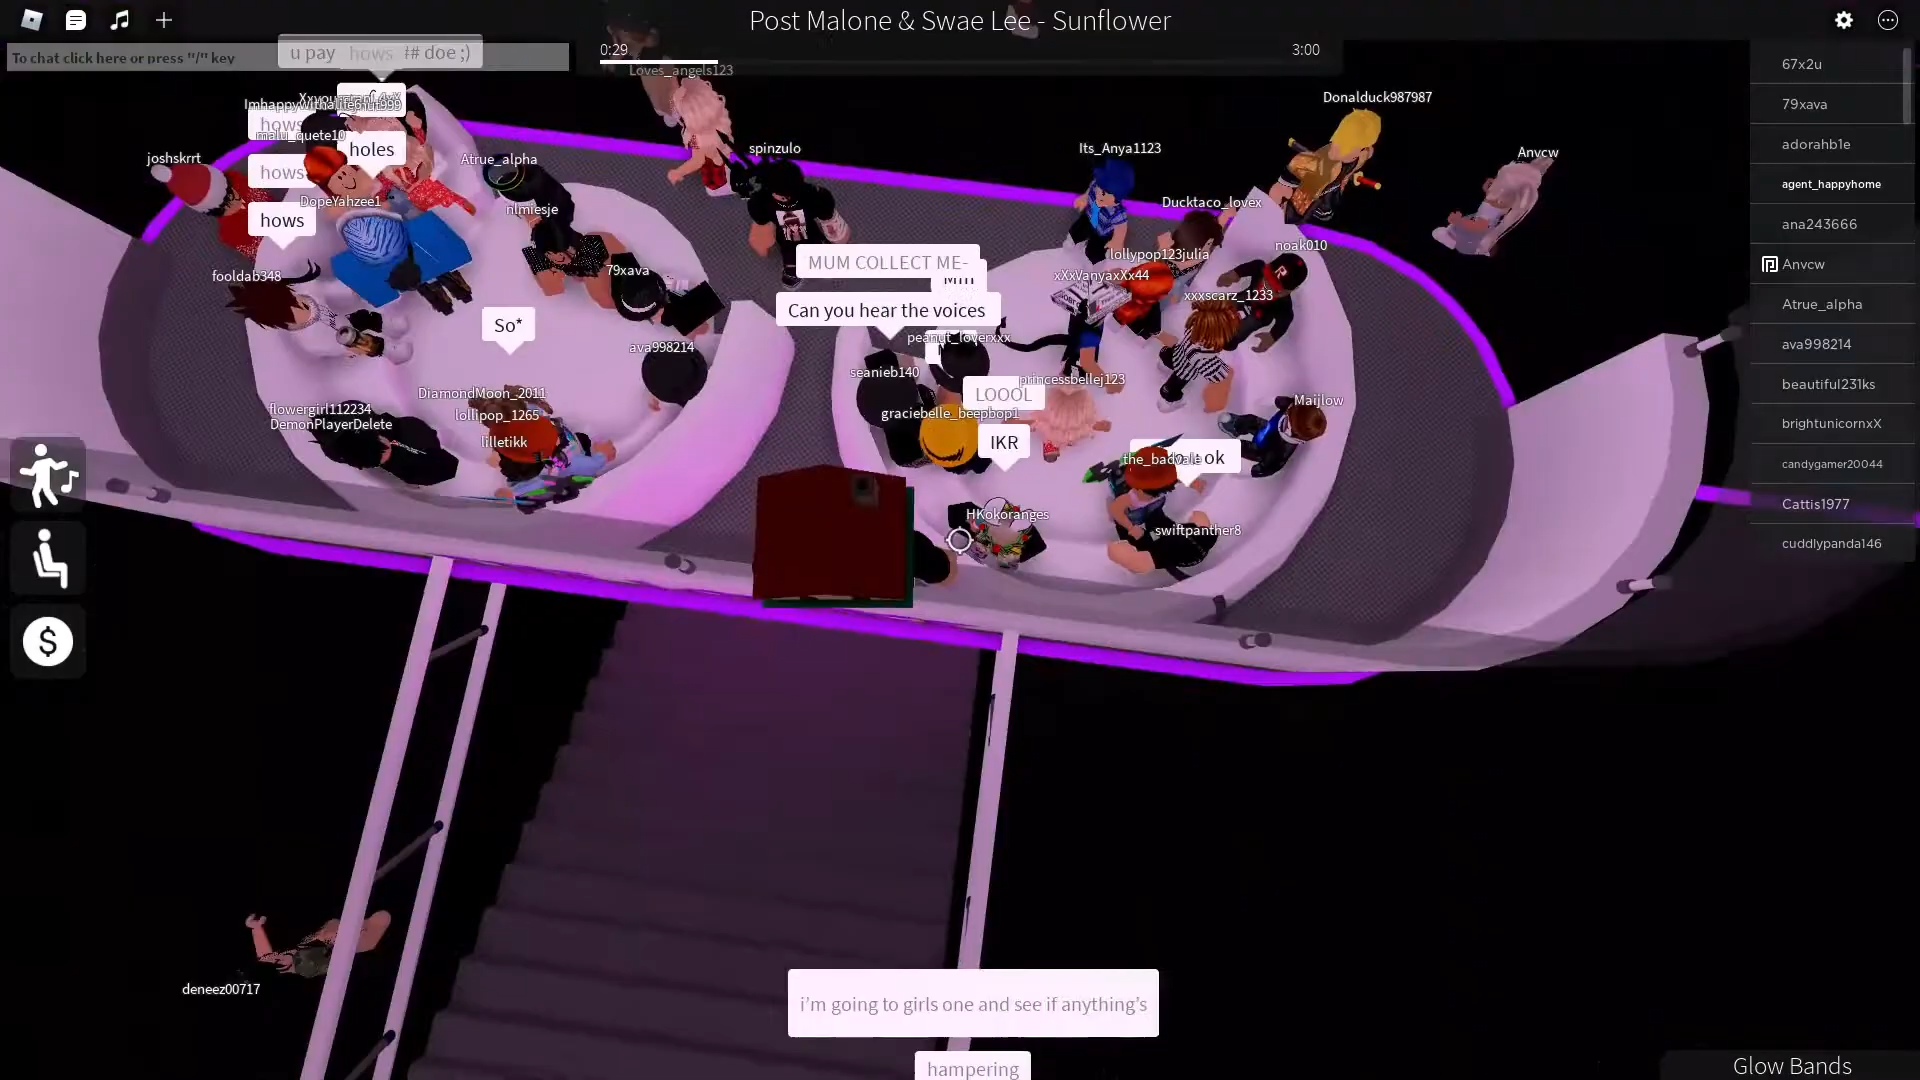 Post Malone & Swae Lee - Sunflower
0:29
3:00
To chat click here or press "/" key
u pay
hows
## doe ;)
Loves_angels123
67x2u
79xava
adorahb1e
agent_happyhome
ana243666
Anvcw
Atrue_alpha
ava998214
beautiful231ks
brightunicornxX
candygamer20044
Cattis1977
cuddlypanda146
Donalduck987987
hows
malu_quete10
holes
joshskrrt
Atrue_alpha
spinzulo
Its_Anya1123
Anvcw
hows
DopeYahzee1
nlmiesje
Ducktaco_lovex
hows
noak010
lollypop123julia
MUM COLLECT ME-
fooldab348
79xava
xXxVanyaxXx44
xxxscarz_1233
Can you hear the voices
So*
peanut_loverxxx
ava998214
seanieb140
princessbellej123
DiamondMoon_2011
LOOOL
Maijlow
flowergirl112234
lollipop_1265
graciebelle_beepbop1
DemonPlayerDelete
lilletikk
IKR
ok
HKokoranges
swiftpanther8
deneez00717
i'm going to girls one and see if anything's
hampering
Glow Bands